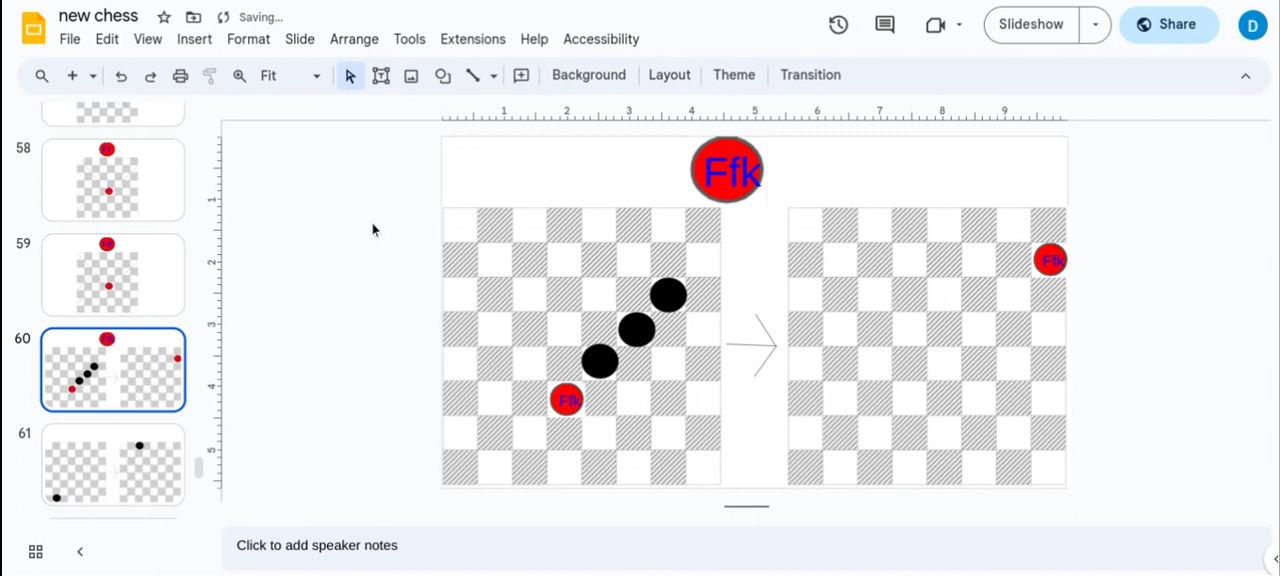 new chess Saving...
File Edit View Insert Format Slide Arrange Tools Extensions Help Accessibility
Slideshow
Share
D
Fit
Background Layout Theme Transition
1 2 3 4 5 6 7 8 9
58
59
60
61
1
2
3
4
5
Ffk
Ffk
Ffk
Click to add speaker notes